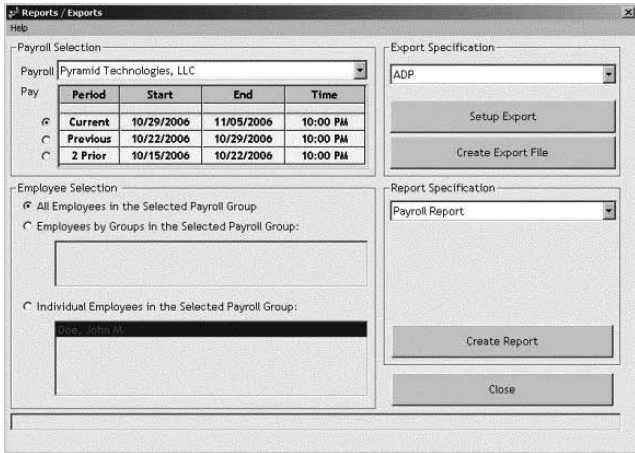 Reports / Exports
Help
Payroll Selection
Payroll Pyramid Technologies, LLC
Pay Period Start End Time
Current 10/29/2006 11/05/2006 10:00 PM
Previous 10/22/2006 10/29/2006 10:00 PM
2 Prior 10/15/2006 10/22/2006 10:00 PM
Export Specification
ADP
Setup Export
Create Export File
Employee Selection
All Employees in the Selected Payroll Group
Employees by Groups in the Selected Payroll Group:
Individual Employees in the Selected Payroll Group:
Doe, John M
Report Specification
Payroll Report
Create Report
Close